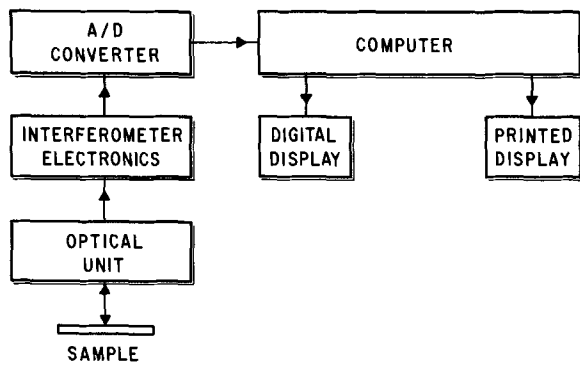 A/D
CONVERTER
COMPUTER
INTERFEROMETER
ELECTRONICS
DIGITAL
DISPLAY
PRINTED
DISPLAY
OPTICAL
UNIT
SAMPLE